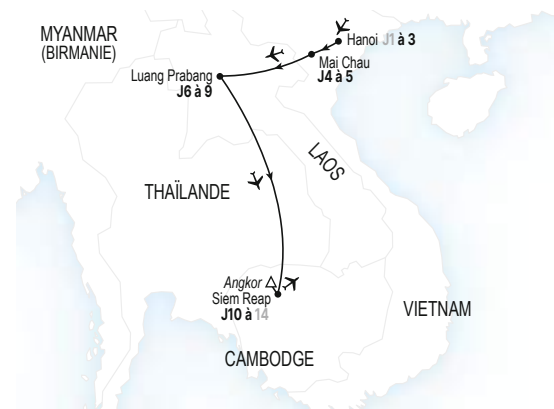 MYANMAR
(BIRMANIE)
Hanoi J1 à 3
Mai Chau
J4 à 5
Luang Prabang
J6 à 9
LAOS
THAÏLANDE
Angkor
Siem Reap
J10 à 14
VIETNAM
CAMBODGE